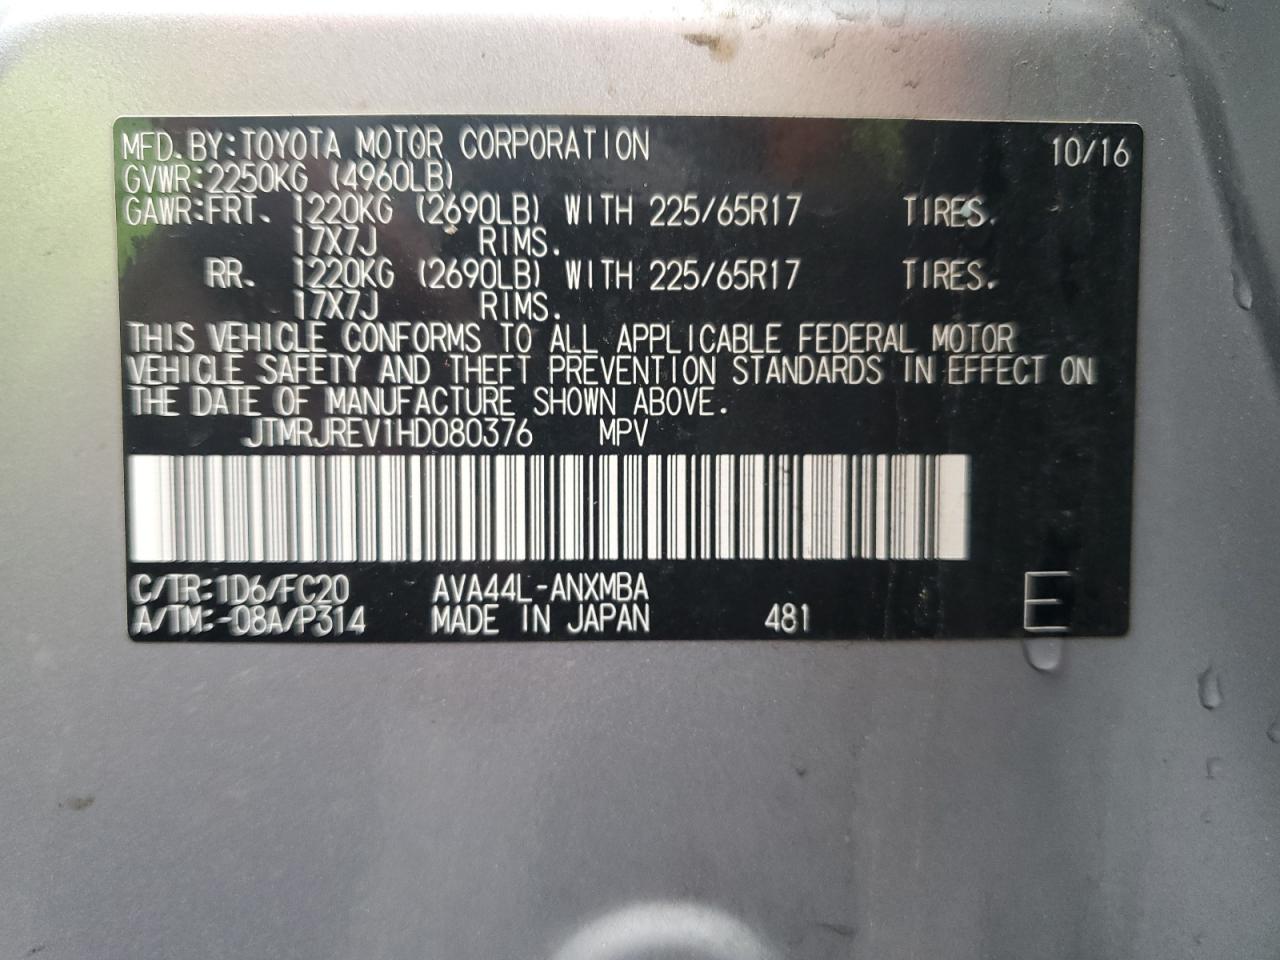 MFD. BY: TOYOTA MOTOR CORPORATION 10/16
GVWR: 2250KG (4960LB)
GAWR: FRT. 1220KG (2690LB) WITH 225/65R17 TIRES.
17X7J RIMS.
RR. 1220KG (2690LB) WITH 225/65R17 TIRES.
17X7J RIMS.
THIS VEHICLE CONFORMS TO ALL APPLICABLE FEDERAL MOTOR
VEHICLE SAFETY AND THEFT PREVENTION STANDARDS IN EFFECT ON
THE DATE OF MANUFACTURE SHOWN ABOVE.
JTMRJREV1HD080376 MPV
C/TR: 1D6/FC20 AVA44L-ANXMBA
A/TM: -08A/P314 MADE IN JAPAN 481 E